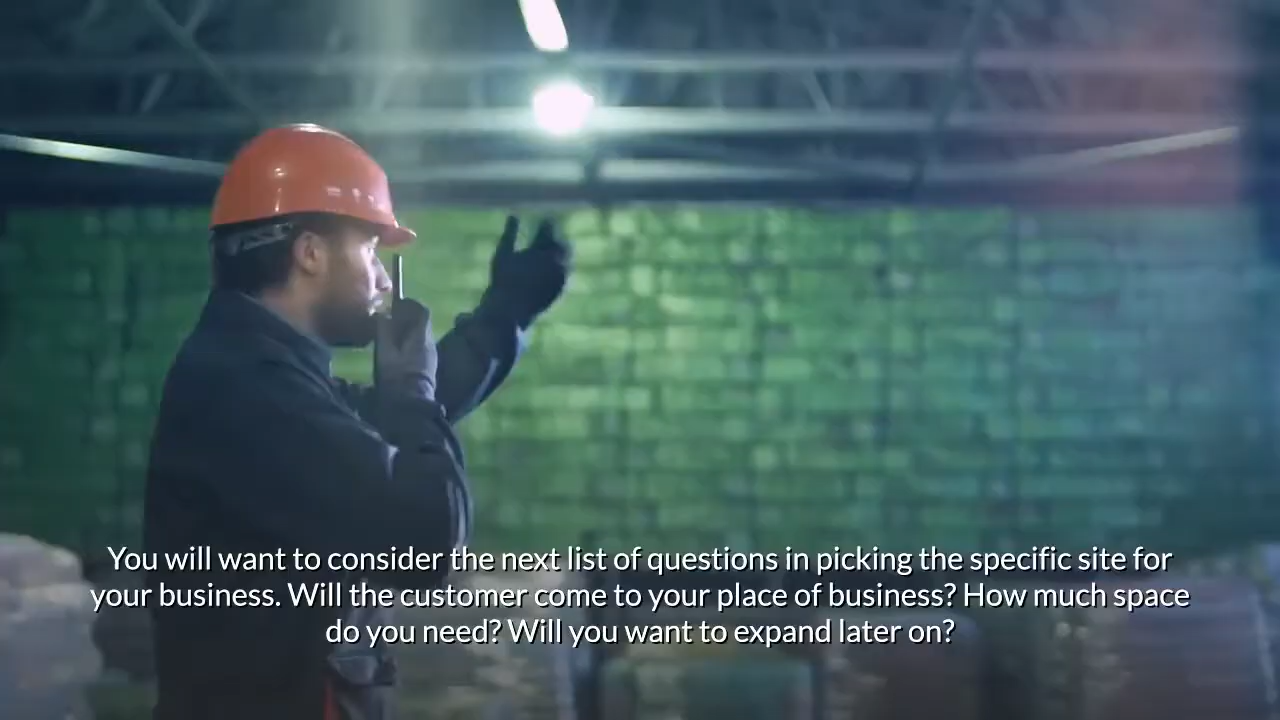 You will want to consider the next list of questions in picking the specific site for
your business. Will the customer come to your place of business? How much space
do you need? Will you want to expand later on?